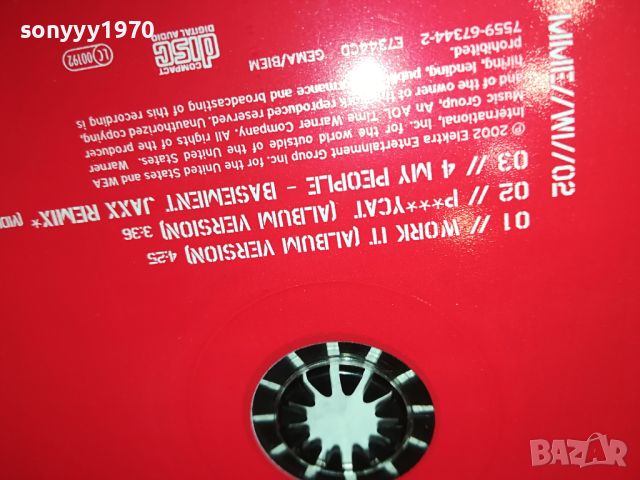 sonyyy1970
MME//WI//02
01 // WORK IT (ALBUM VERSION) 4:25
02 // P***YCAT (ALBUM VERSION) 3:36
03 // 4 MY PEOPLE - BASEMENT JAXX REMIX*
℗ 2002 Elektra Entertainment Group Inc. for the United States and WEA
International, Inc. for the world outside of the United States. Warner
Music Group, An AOL Time Warner Company. All rights of the producer
and of the owner of the work reproduced reserved. Unauthorized copying,
hiring, lending, public performance and broadcasting of this recording
prohibited.
7559-67344-2
E7344CD
GEMA/BIEM
COMPACT
disc
DIGITAL AUDIO
LC 00192
BAZAR